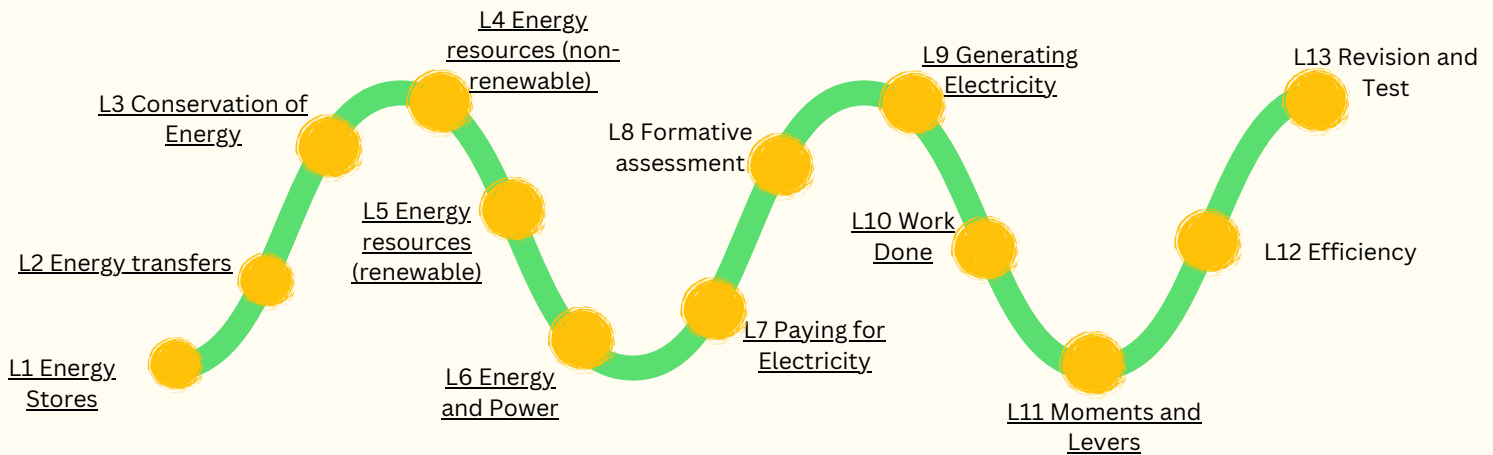 L1 Energy
Stores
L2 Energy transfers
L3 Conservation of
Energy
L4 Energy
resources (non-
renewable)
L5 Energy
resources
(renewable)
L6 Energy
and Power
L7 Paying for
Electricity
L8 Formative
assessment
L9 Generating
Electricity
L10 Work
Done
L11 Moments and
Levers
L12 Efficiency
L13 Revision and
Test